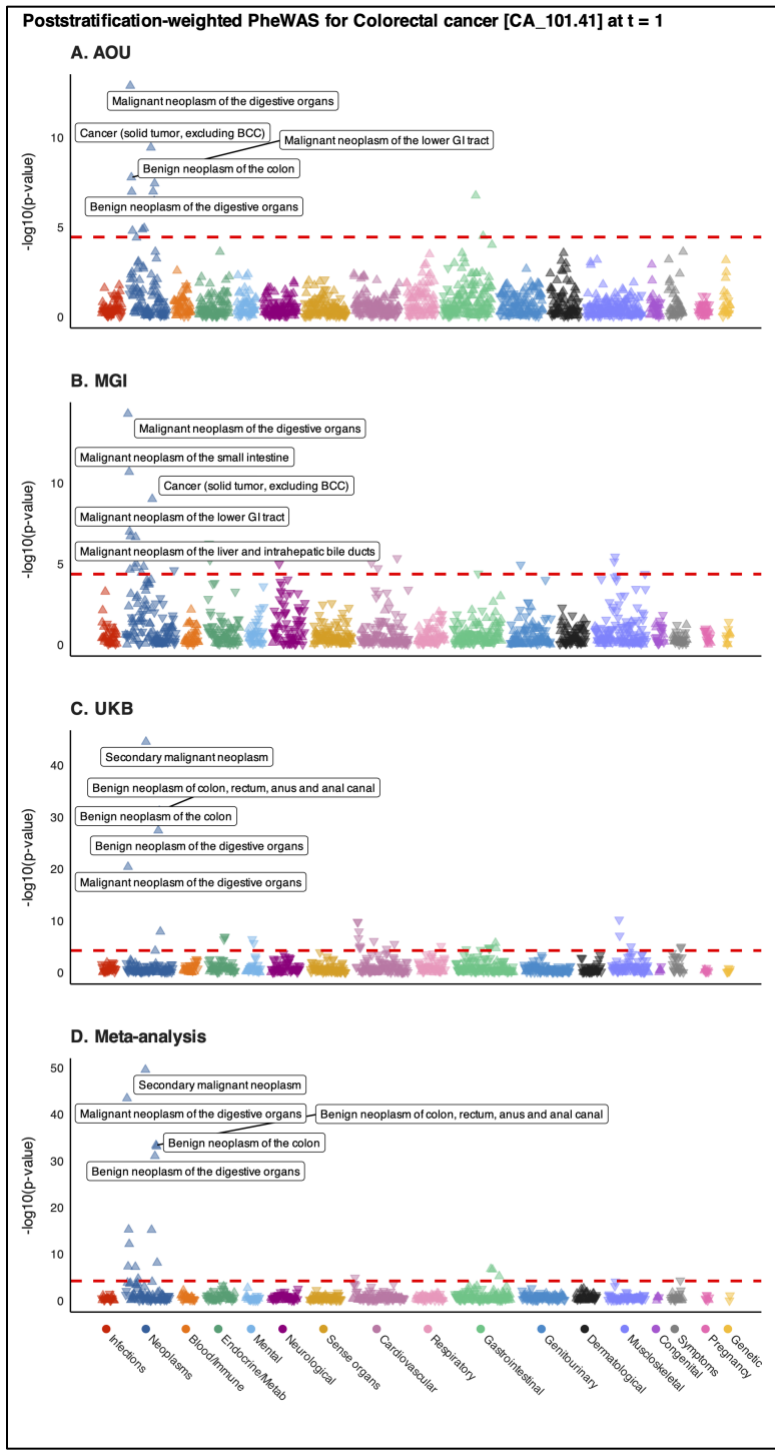 Poststratification-weighted PheWAS for Colorectal cancer [CA_101.41] at t = 1
A. AOU
Malignant neoplasm of the digestive organs
Cancer (solid tumor, excluding BCC)
Malignant neoplasm of the lower GI tract
Benign neoplasm of the colon
Benign neoplasm of the digestive organs
-log10(p-value)
10
5
0
B. MGI
Malignant neoplasm of the digestive organs
Malignant neoplasm of the small intestine
Cancer (solid tumor, excluding BCC)
Malignant neoplasm of the lower GI tract
Malignant neoplasm of the liver and intrahepatic bile ducts
-log10(p-value)
10
5
0
C. UKB
Secondary malignant neoplasm
Benign neoplasm of colon, rectum, anus and anal canal
Benign neoplasm of the colon
Benign neoplasm of the digestive organs
Malignant neoplasm of the digestive organs
-log10(p-value)
40
30
20
10
0
D. Meta-analysis
Secondary malignant neoplasm
Malignant neoplasm of the digestive organs
Benign neoplasm of colon, rectum, anus and anal canal
Benign neoplasm of the colon
Benign neoplasm of the digestive organs
-log10(p-value)
50
40
30
20
10
0
Infections
Neoplasms
Blood/Immune
Endocrine/Metab
Mental
Neurological
Sense organs
Cardiovascular
Respiratory
Gastrointestinal
Genitourinary
Dermatological
Muscloskeletal
Congenital
Symptoms
Pregnancy
Genetic